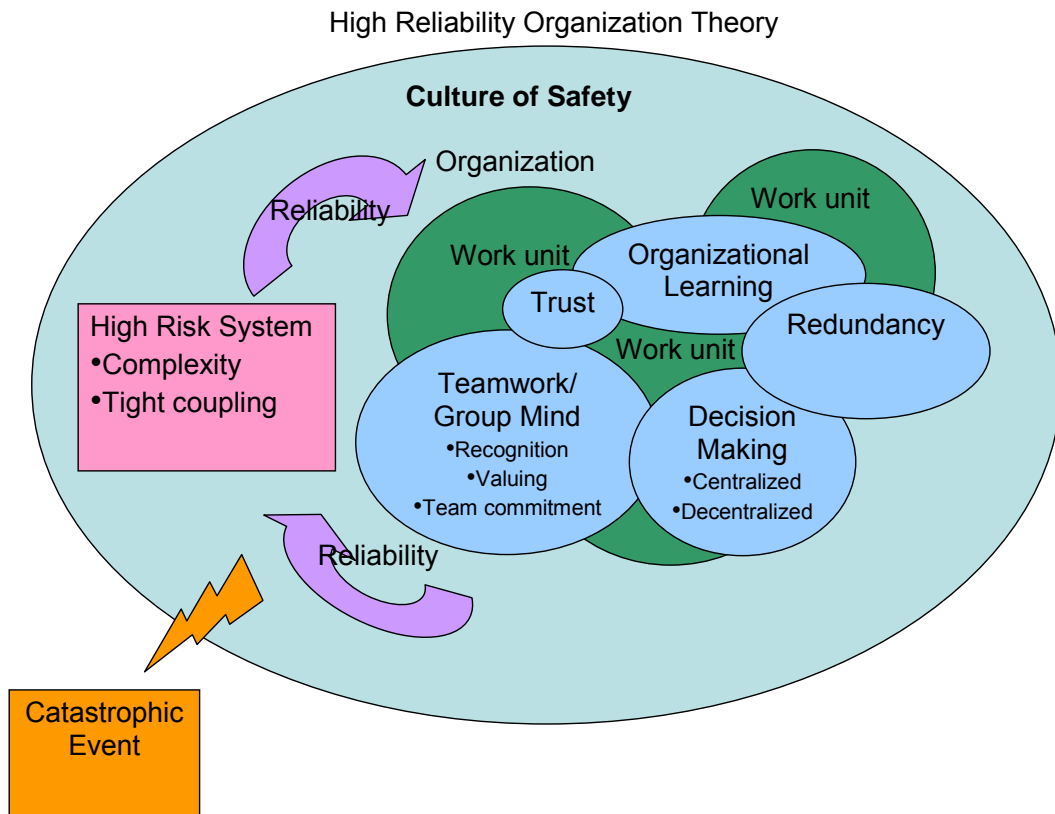 High Reliability Organization Theory
Culture of Safety
Organization
Reliability
Work unit
Work unit
Organizational
Learning
Trust
Redundancy
High Risk System
•Complexity
•Tight coupling
Work unit
Teamwork/
Group Mind
•Recognition
•Valuing
•Team commitment
Decision
Making
•Centralized
•Decentralized
Reliability
Catastrophic
Event